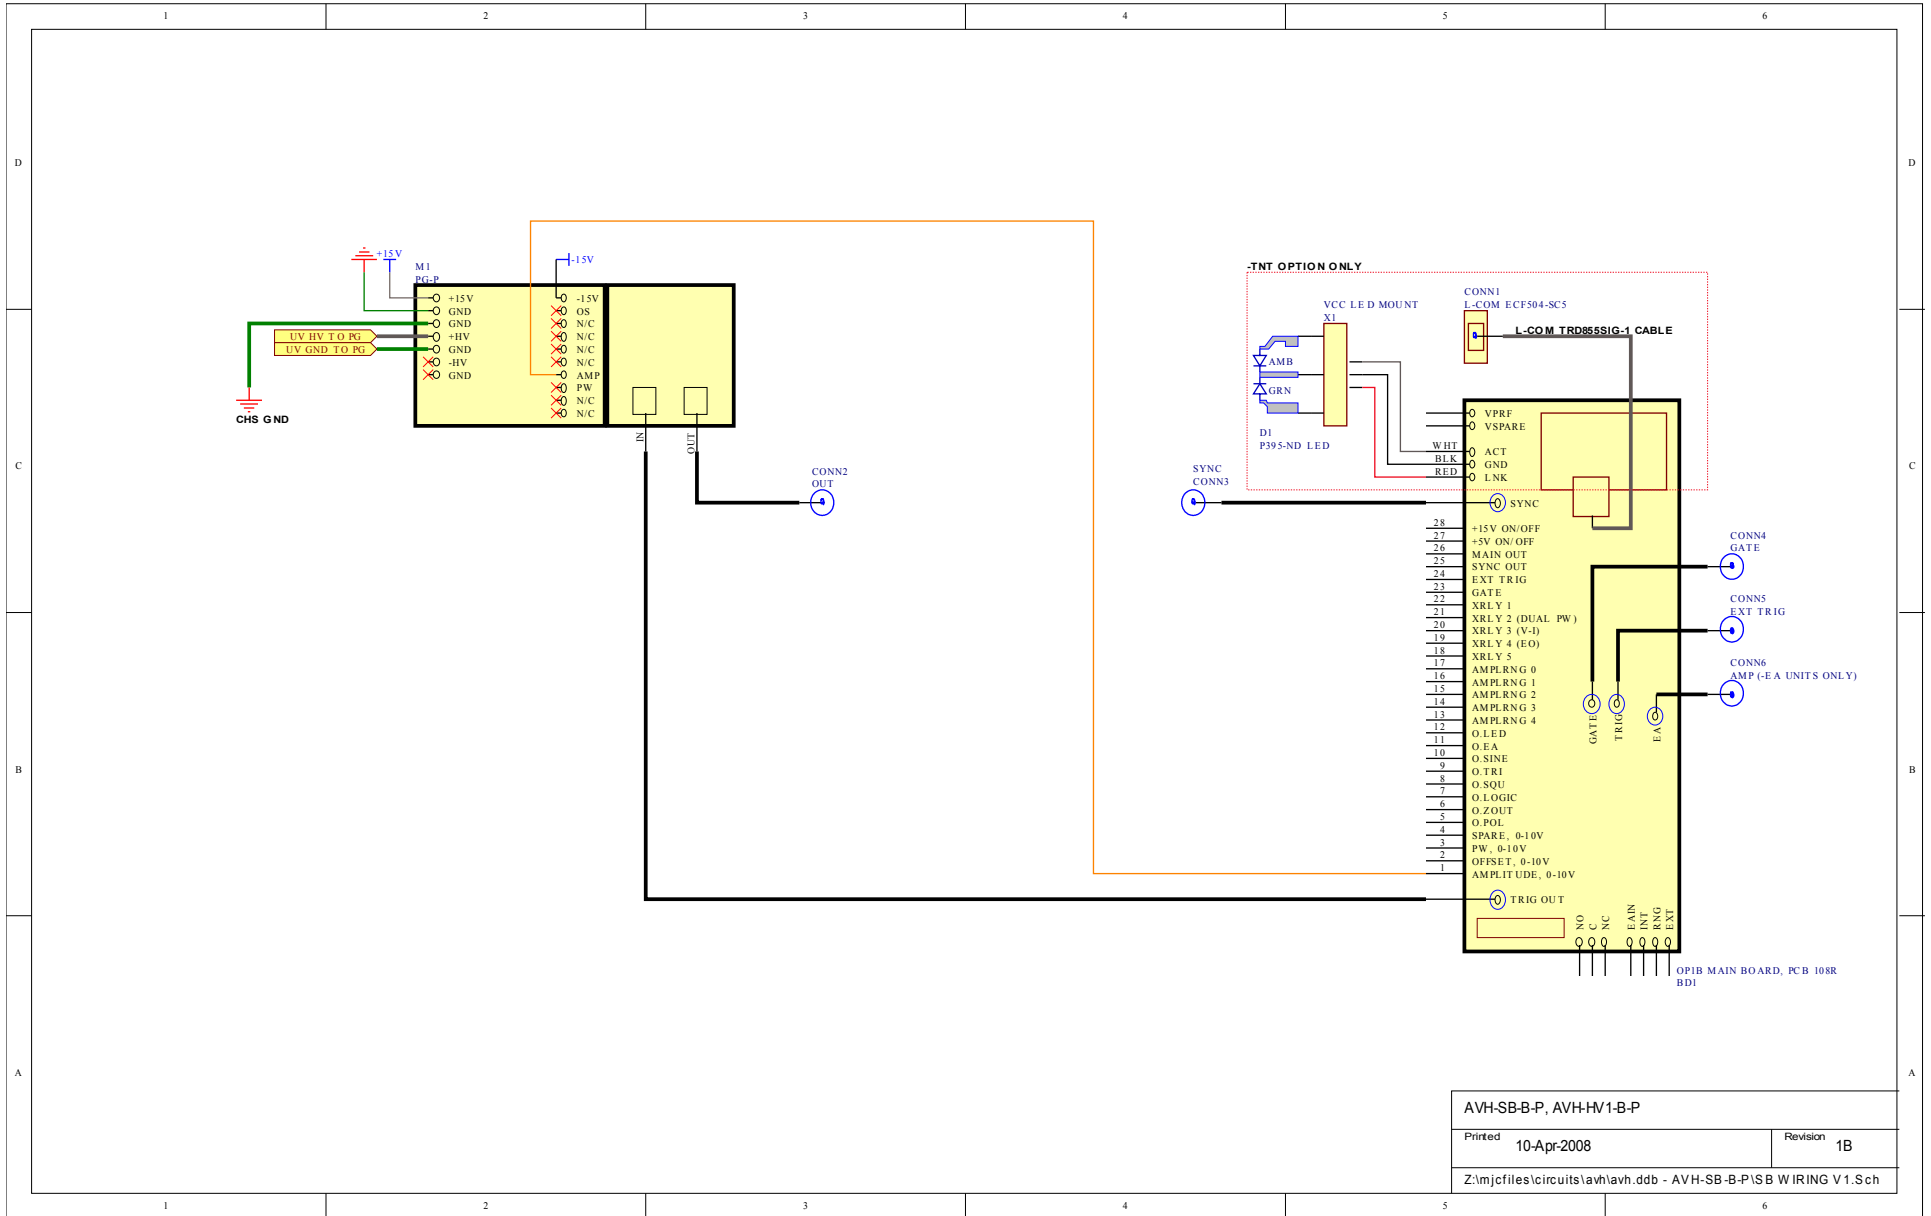 1 2 3 4 5 6
D D
C C
B B
A A
+15V
M1
PG-P
-15V
+15V
GND
GND
+HV
GND
-HV
GND
-15V
OS
N/C
N/C
N/C
N/C
AMP
PW
N/C
N/C
UV HV TO PG
UV GND TO PG
CHS GND
IN
OUT
CONN2
OUT
-TNT OPTION ONLY
VCC LED MOUNT
X1
CONN1
L-COM ECF504-SC5
L-COM TRD855SIG-1 CABLE
AMB
GRN
D1
P395-ND LED
WHT
BLK
RED
VPRF
VSPARE
ACT
GND
LNK
SYNC
CONN3
SYNC
28 +15V ON/OFF
27 +5V ON/OFF
26 MAIN OUT
25 SYNC OUT
24 EXT TRIG
23 GATE
22 XRLY 1
21 XRLY 2 (DUAL PW)
20 XRLY 3 (V-I)
19 XRLY 4 (EO)
18 XRLY 5
17 AMPLRNG 0
16 AMPLRNG 1
15 AMPLRNG 2
14 AMPLRNG 3
13 AMPLRNG 4
12 O.LED
11 O.EA
10 O.SINE
9 O.TRI
8 O.SQU
7 O.LOGIC
6 O.ZOUT
5 O.POL
4 SPARE, 0-10V
3 PW, 0-10V
2 OFFSET, 0-10V
1 AMPLITUDE, 0-10V
TRIG OUT
CONN4
GATE
CONN5
EXT TRIG
CONN6
AMP (-EA UNITS ONLY)
GATE
TRIG
EA
NO
C
NC
EAIN
INT
RNG
EXT
OP1B MAIN BOARD, PCB 108R
BD1
AVH-SB-B-P, AVH-HV1-B-P
Printed 10-Apr-2008 Revision 1B
Z:\mjcfiles\circuits\avh\avh.ddb - AVH-SB-B-P\SB WIRING V1.Sch
1 2 3 4 5 6